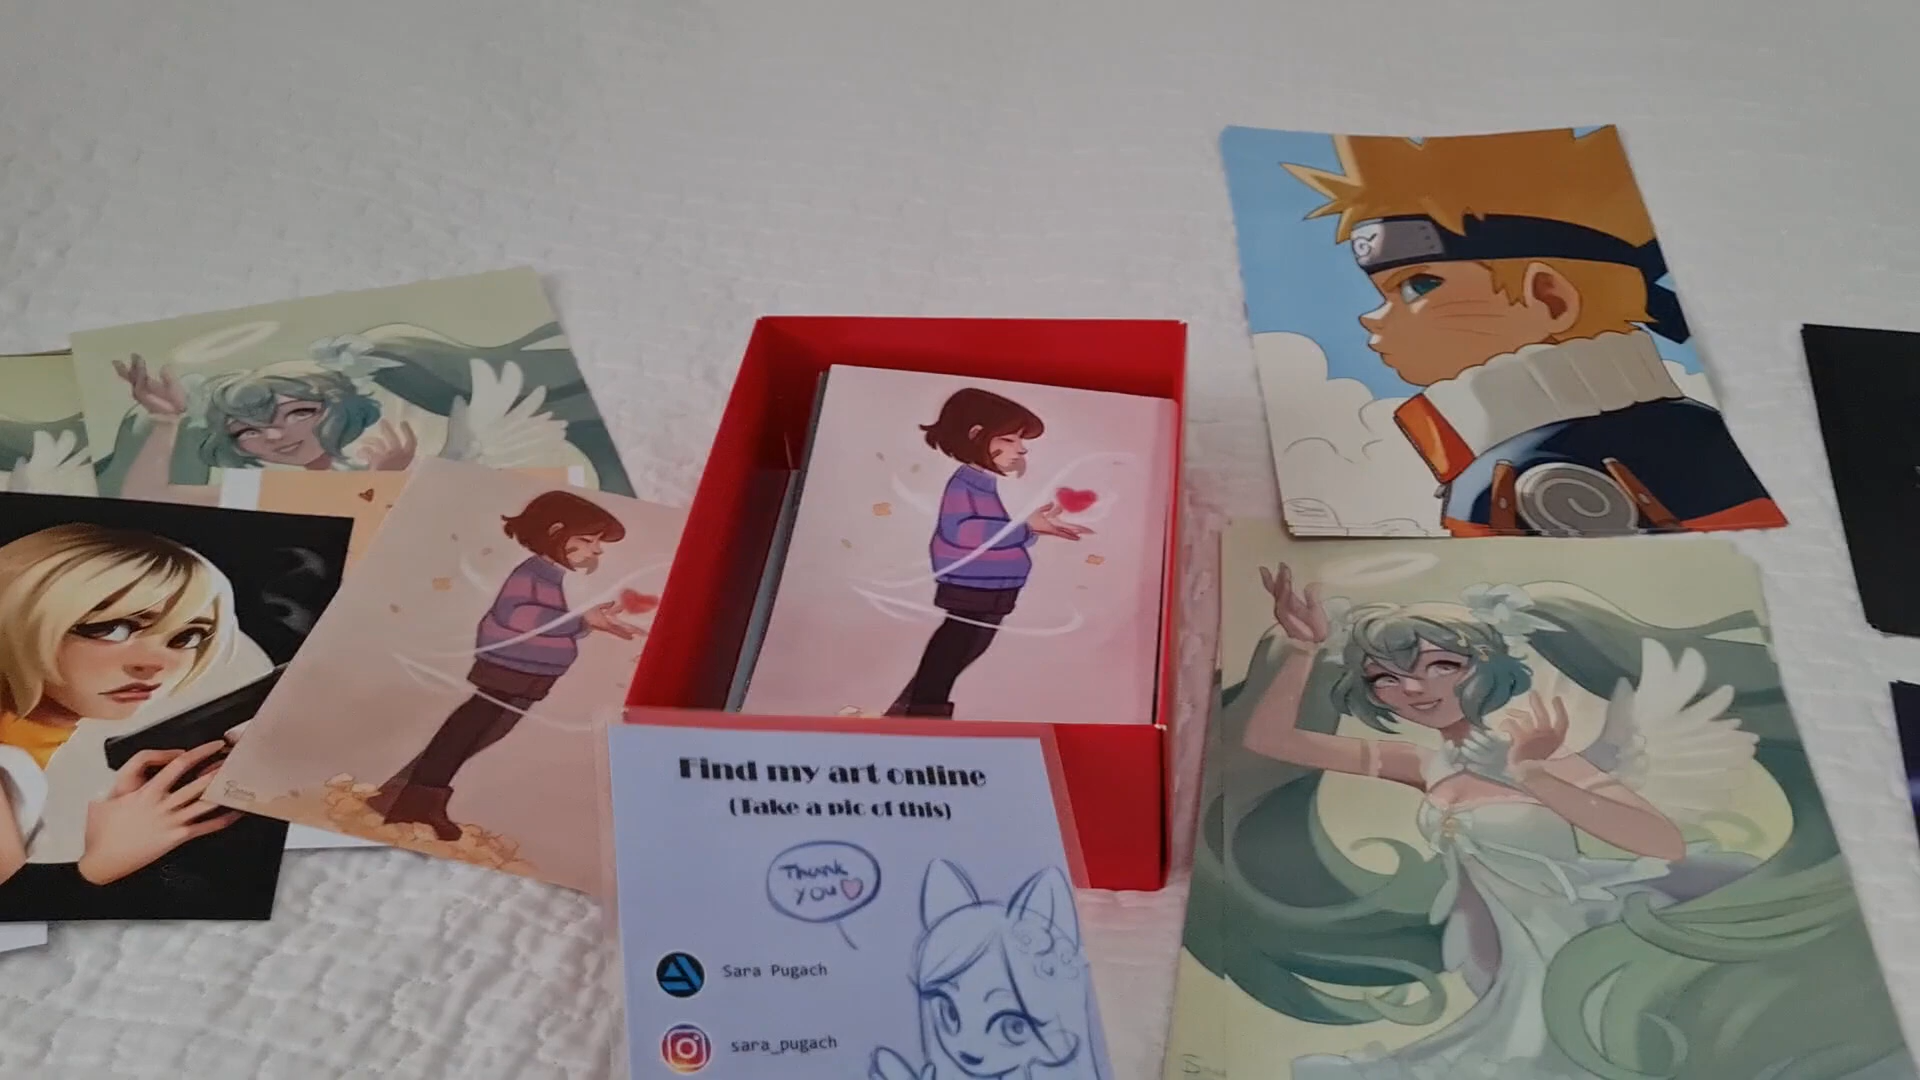 Find my art online
(Take a pic of this)
Thank
you
Sara Pugach
sara_pugach